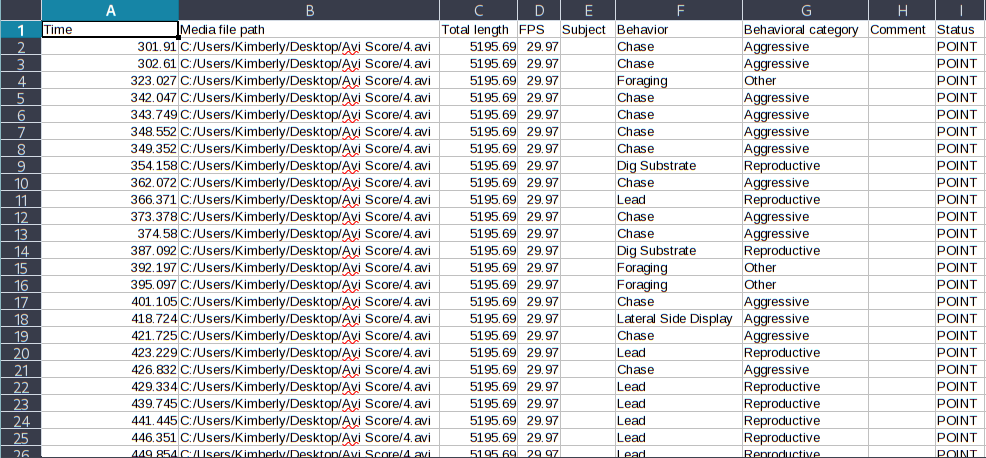 A B C D E F G H I
1 Time Media file path Total length FPS Subject Behavior Behavioral category Comment Status
2 301.91 C:/Users/Kimberly/Desktop/Avi Score/4.avi 5195.69 29.97 Chase Aggressive POINT
3 302.61 C:/Users/Kimberly/Desktop/Avi Score/4.avi 5195.69 29.97 Chase Aggressive POINT
4 323.027 C:/Users/Kimberly/Desktop/Avi Score/4.avi 5195.69 29.97 Foraging Other POINT
5 342.047 C:/Users/Kimberly/Desktop/Avi Score/4.avi 5195.69 29.97 Chase Aggressive POINT
6 343.749 C:/Users/Kimberly/Desktop/Avi Score/4.avi 5195.69 29.97 Chase Aggressive POINT
7 348.552 C:/Users/Kimberly/Desktop/Avi Score/4.avi 5195.69 29.97 Chase Aggressive POINT
8 349.352 C:/Users/Kimberly/Desktop/Avi Score/4.avi 5195.69 29.97 Chase Aggressive POINT
9 354.158 C:/Users/Kimberly/Desktop/Avi Score/4.avi 5195.69 29.97 Dig Substrate Reproductive POINT
10 362.072 C:/Users/Kimberly/Desktop/Avi Score/4.avi 5195.69 29.97 Chase Aggressive POINT
11 366.371 C:/Users/Kimberly/Desktop/Avi Score/4.avi 5195.69 29.97 Lead Reproductive POINT
12 373.378 C:/Users/Kimberly/Desktop/Avi Score/4.avi 5195.69 29.97 Chase Aggressive POINT
13 374.58 C:/Users/Kimberly/Desktop/Avi Score/4.avi 5195.69 29.97 Chase Aggressive POINT
14 387.092 C:/Users/Kimberly/Desktop/Avi Score/4.avi 5195.69 29.97 Dig Substrate Reproductive POINT
15 392.197 C:/Users/Kimberly/Desktop/Avi Score/4.avi 5195.69 29.97 Foraging Other POINT
16 395.097 C:/Users/Kimberly/Desktop/Avi Score/4.avi 5195.69 29.97 Foraging Other POINT
17 401.105 C:/Users/Kimberly/Desktop/Avi Score/4.avi 5195.69 29.97 Chase Aggressive POINT
18 418.724 C:/Users/Kimberly/Desktop/Avi Score/4.avi 5195.69 29.97 Lateral Side Display Aggressive POINT
19 421.725 C:/Users/Kimberly/Desktop/Avi Score/4.avi 5195.69 29.97 Chase Aggressive POINT
20 423.229 C:/Users/Kimberly/Desktop/Avi Score/4.avi 5195.69 29.97 Lead Reproductive POINT
21 426.832 C:/Users/Kimberly/Desktop/Avi Score/4.avi 5195.69 29.97 Chase Aggressive POINT
22 429.334 C:/Users/Kimberly/Desktop/Avi Score/4.avi 5195.69 29.97 Lead Reproductive POINT
23 439.745 C:/Users/Kimberly/Desktop/Avi Score/4.avi 5195.69 29.97 Lead Reproductive POINT
24 441.445 C:/Users/Kimberly/Desktop/Avi Score/4.avi 5195.69 29.97 Lead Reproductive POINT
25 446.351 C:/Users/Kimberly/Desktop/Avi Score/4.avi 5195.69 29.97 Lead Reproductive POINT
26 449.854 C:/Users/Kimberly/Desktop/Avi Score/4.avi 5195.69 29.97 Lead Reproductive POINT